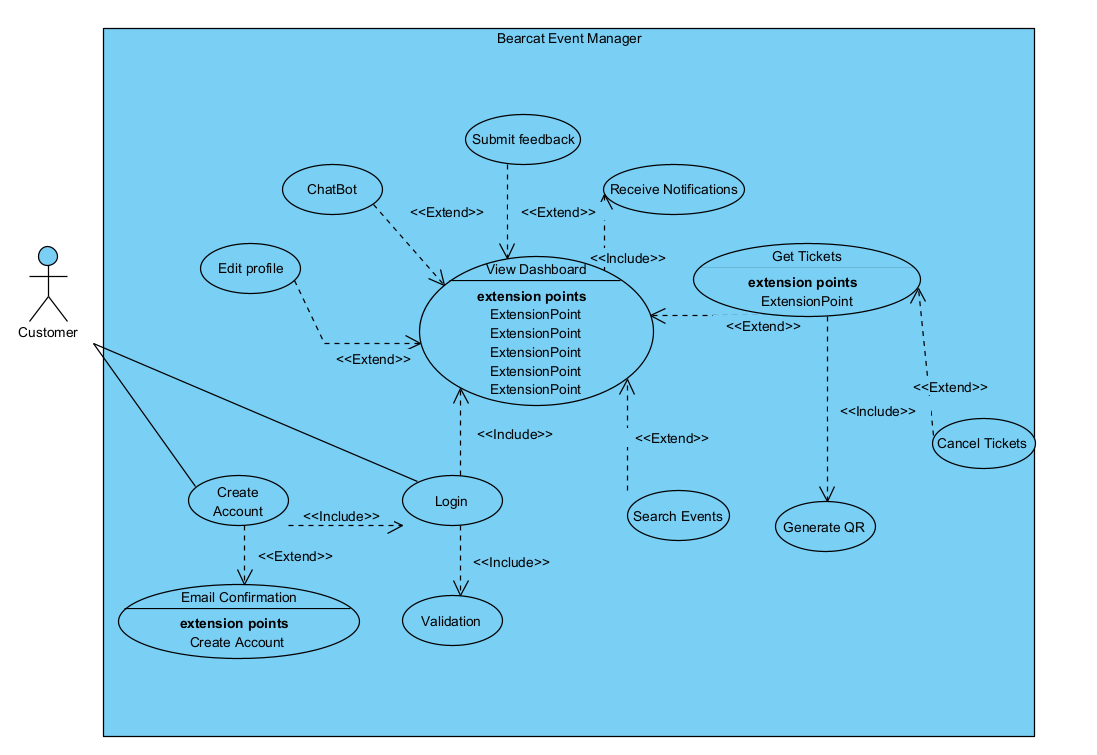 Bearcat Event Manager
Submit feedback
ChatBot
Receive Notifications
<<Extend>>
<<Extend>>
Edit profile
<<Include>>
Get Tickets
extension points
ExtensionPoint
View Dashboard
extension points
ExtensionPoint
ExtensionPoint
ExtensionPoint
ExtensionPoint
ExtensionPoint
Customer
<<Extend>>
<<Extend>>
<<Extend>>
<<Include>>
<<Include>>
<<Extend>>
Cancel Tickets
Create
Account
Login
Search Events
Generate QR
<<Include>>
<<Extend>>
<<Include>>
Email Confirmation
extension points
Create Account
Validation